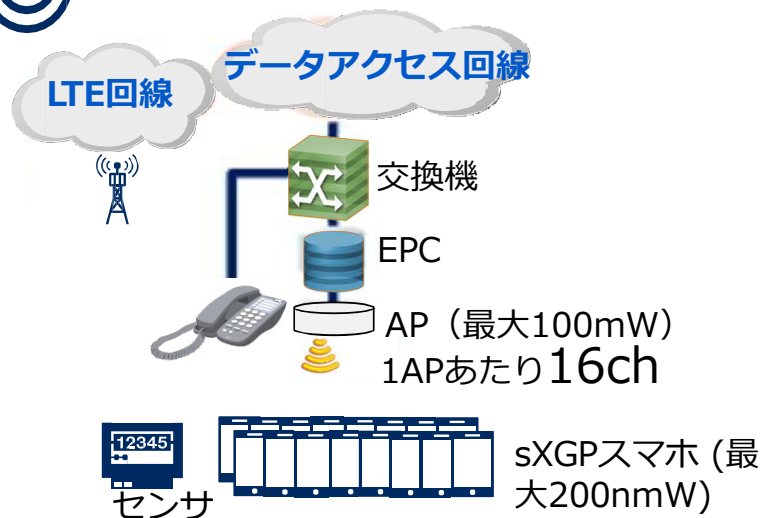 データアクセス回線
LTE回線
交換機
EPC
AP（最大100mW）
1APあたり16ch
12345
センサ
sXGPスマホ (最
大200nmW)